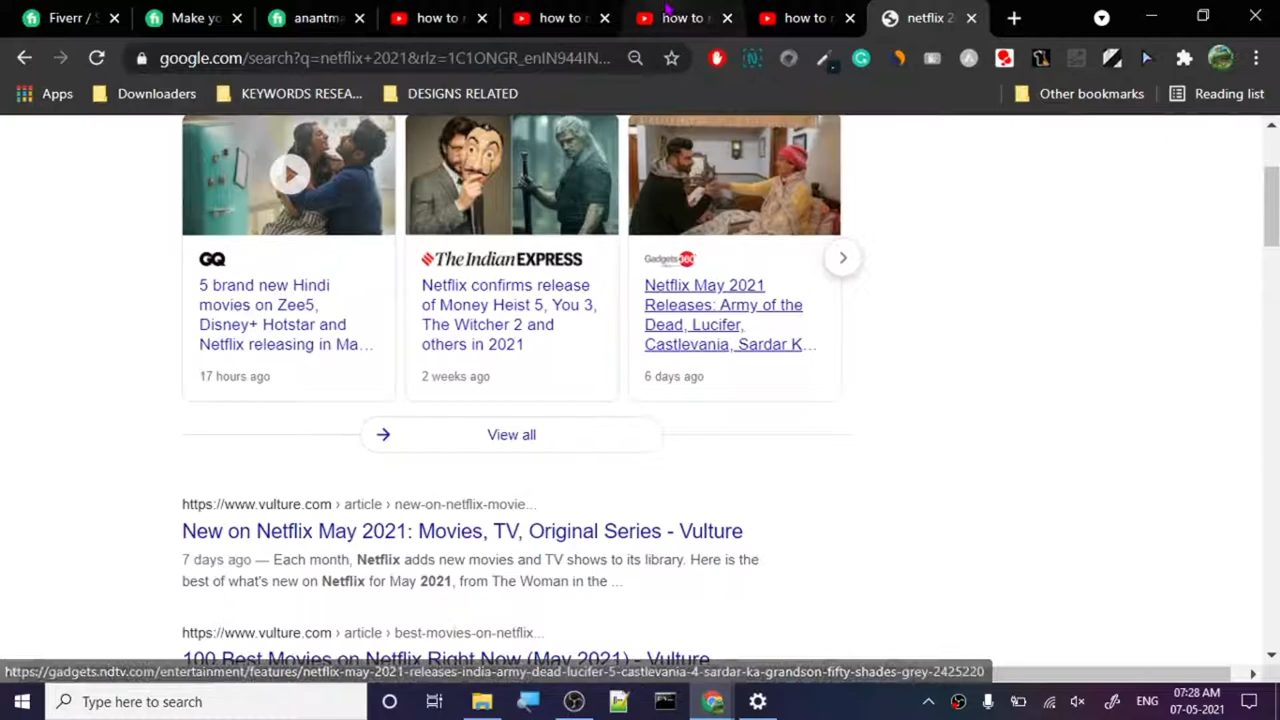 Fiverr / S
Make yo
anantma
how to r
how to r
how to r
how to r
netflix 2
google.com/search?q=netflix+2021&rlz=1C1ONGR_enIN944IN...
Apps
Downloaders
KEYWORDS RESEA...
DESIGNS RELATED
Other bookmarks
Reading list
GQ
5 brand new Hindi
movies on Zee5,
Disney+ Hotstar and
Netflix releasing in Ma...
17 hours ago
The Indian EXPRESS
Netflix confirms release
of Money Heist 5, You 3,
The Witcher 2 and
others in 2021
2 weeks ago
Gadgets 360
Netflix May 2021
Releases: Army of the
Dead, Lucifer,
Castlevania, Sardar K...
6 days ago
View all
https://www.vulture.com › article › new-on-netflix-movie...
New on Netflix May 2021: Movies, TV, Original Series - Vulture
7 days ago — Each month, Netflix adds new movies and TV shows to its library. Here is the
best of what's new on Netflix for May 2021, from The Woman in the ...
https://www.vulture.com › article › best-movies-on-netflix...
100 Best Movies on Netflix Right Now (May 2021) - Vulture
https://gadgets.ndtv.com/entertainment/features/netflix-may-2021-releases-india-army-dead-lucifer-5-castlevania-4-sardar-ka-grandson-fifty-shades-grey-2425220
Type here to search
ENG
07:28 AM
07-05-2021